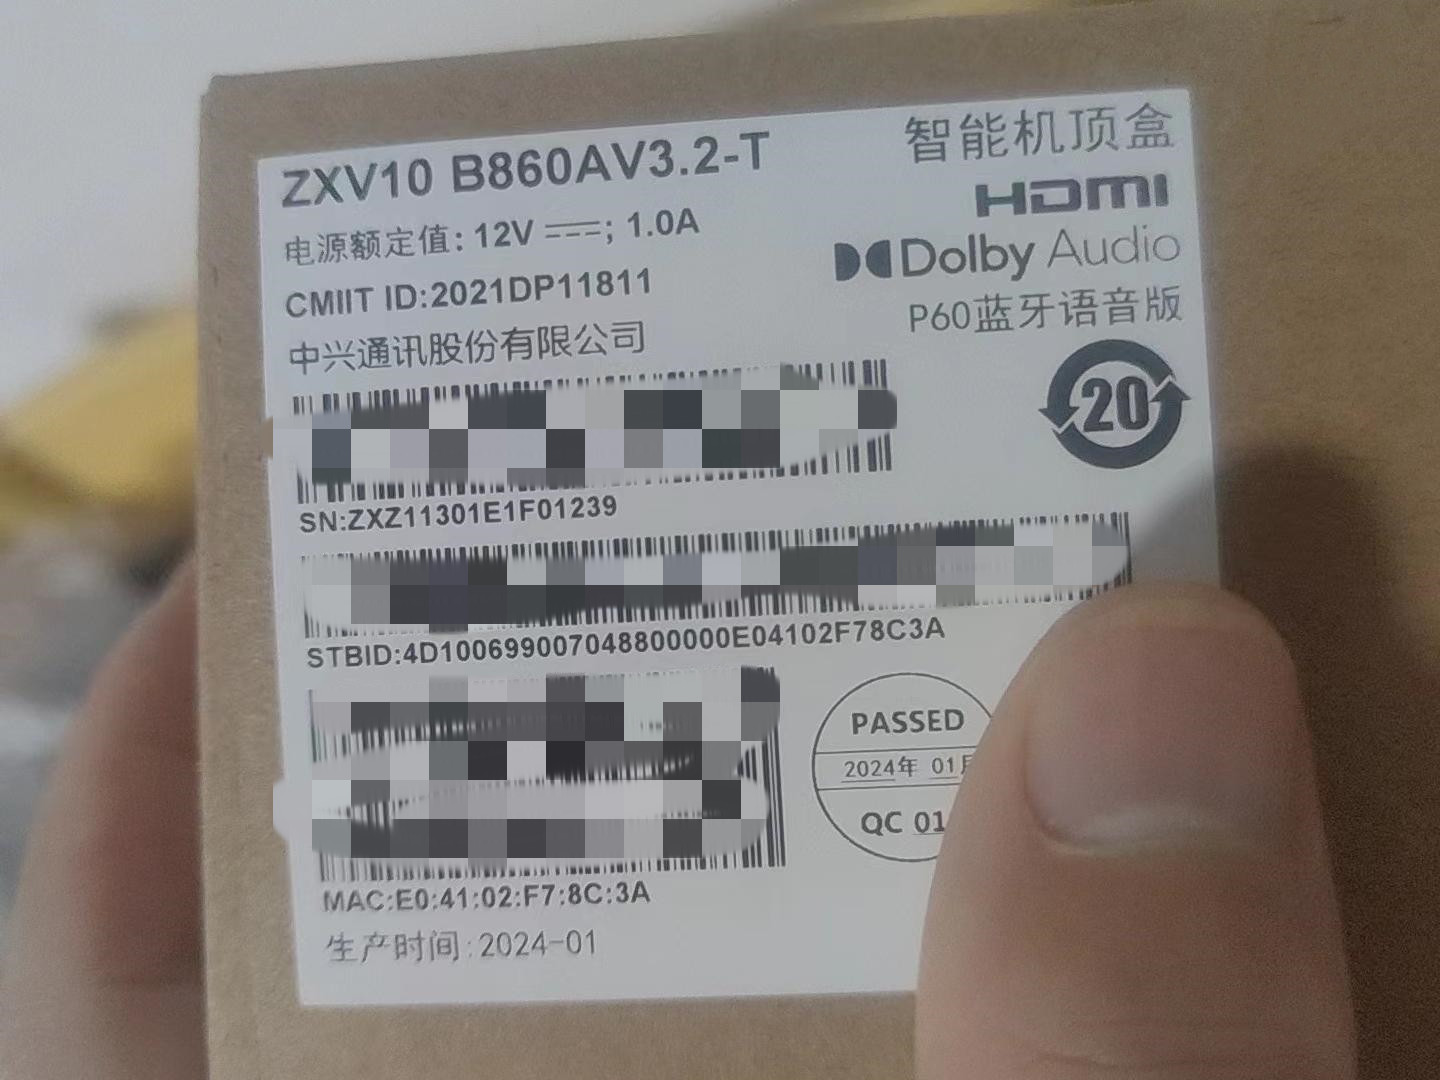 ZXV10 B860AV3.2-T
智能机顶盒
HDMI
电源额定值: 12V ⎓; 1.0A
Dolby Audio
CMIIT ID:2021DP11811
P60蓝牙语音版
中兴通讯股份有限公司
20
SN:ZXZ11301E1F01239
STBID:4D100699007048800000E04102F78C3A
PASSED
2024年 01
QC 01
MAC:E0:41:02:F7:8C:3A
生产时间:2024-01